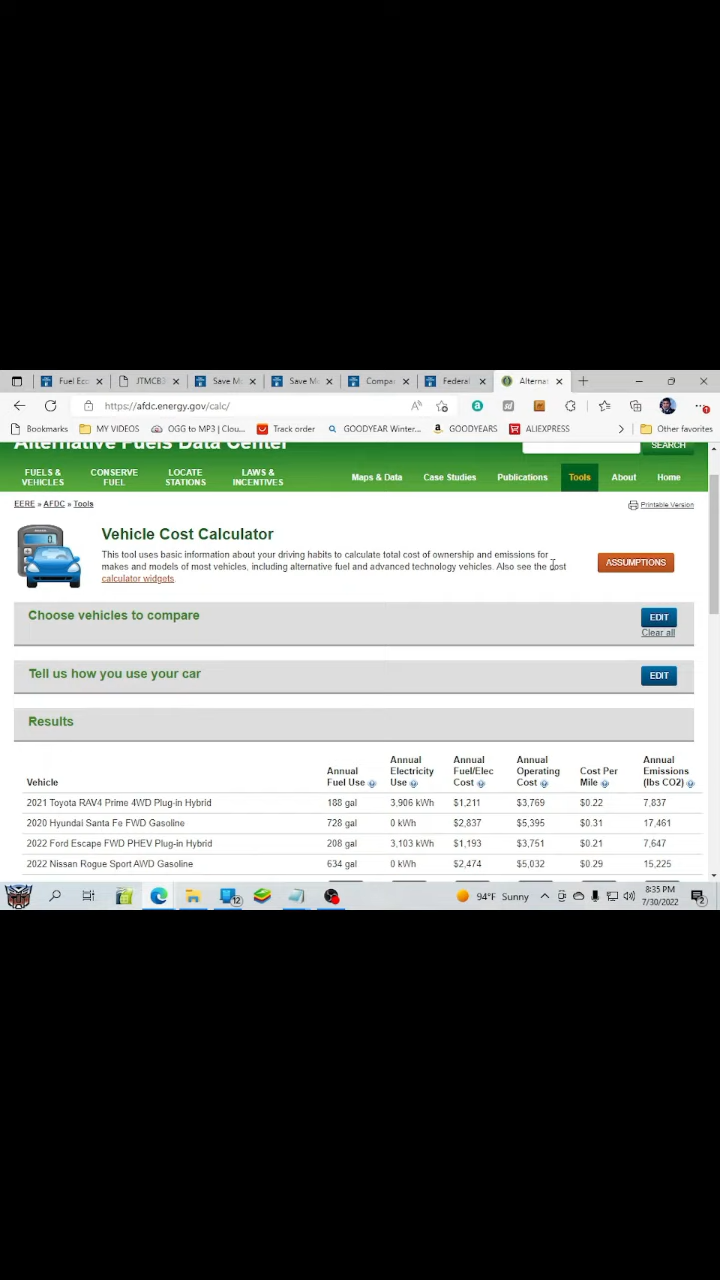 Fuel Eco
JTMCB3
Save M
Save Mo
Compa
Federal
Alternat
https://afdc.energy.gov/calc/
Bookmarks
MY VIDEOS
OGG to MP3 | Clou...
Track order
GOODYEAR Winter...
GOODYEARS
ALIEXPRESS
Other favorites
Alternative Fuels Data Center
SEARCH
FUELS & VEHICLES
CONSERVE FUEL
LOCATE STATIONS
LAWS & INCENTIVES
Maps & Data
Case Studies
Publications
Tools
About
Home
EERE » AFDC » Tools
Printable Version
Vehicle Cost Calculator
This tool uses basic information about your driving habits to calculate total cost of ownership and emissions for
makes and models of most vehicles, including alternative fuel and advanced technology vehicles. Also see the cost
calculator widgets.
ASSUMPTIONS
Choose vehicles to compare
EDIT
Clear all
Tell us how you use your car
EDIT
Results
Vehicle
Annual Fuel Use
Annual Electricity Use
Annual Fuel/Elec Cost
Annual Operating Cost
Cost Per Mile
Annual Emissions (lbs CO2)
2021 Toyota RAV4 Prime 4WD Plug-in Hybrid 188 gal 3,906 kWh $1,211 $3,769 $0.22 7,837
2020 Hyundai Santa Fe FWD Gasoline 728 gal 0 kWh $2,837 $5,395 $0.31 17,461
2022 Ford Escape FWD PHEV Plug-in Hybrid 208 gal 3,103 kWh $1,193 $3,751 $0.21 7,647
2022 Nissan Rogue Sport AWD Gasoline 634 gal 0 kWh $2,474 $5,032 $0.29 15,225
12
94°F Sunny
8:35 PM
7/30/2022
2